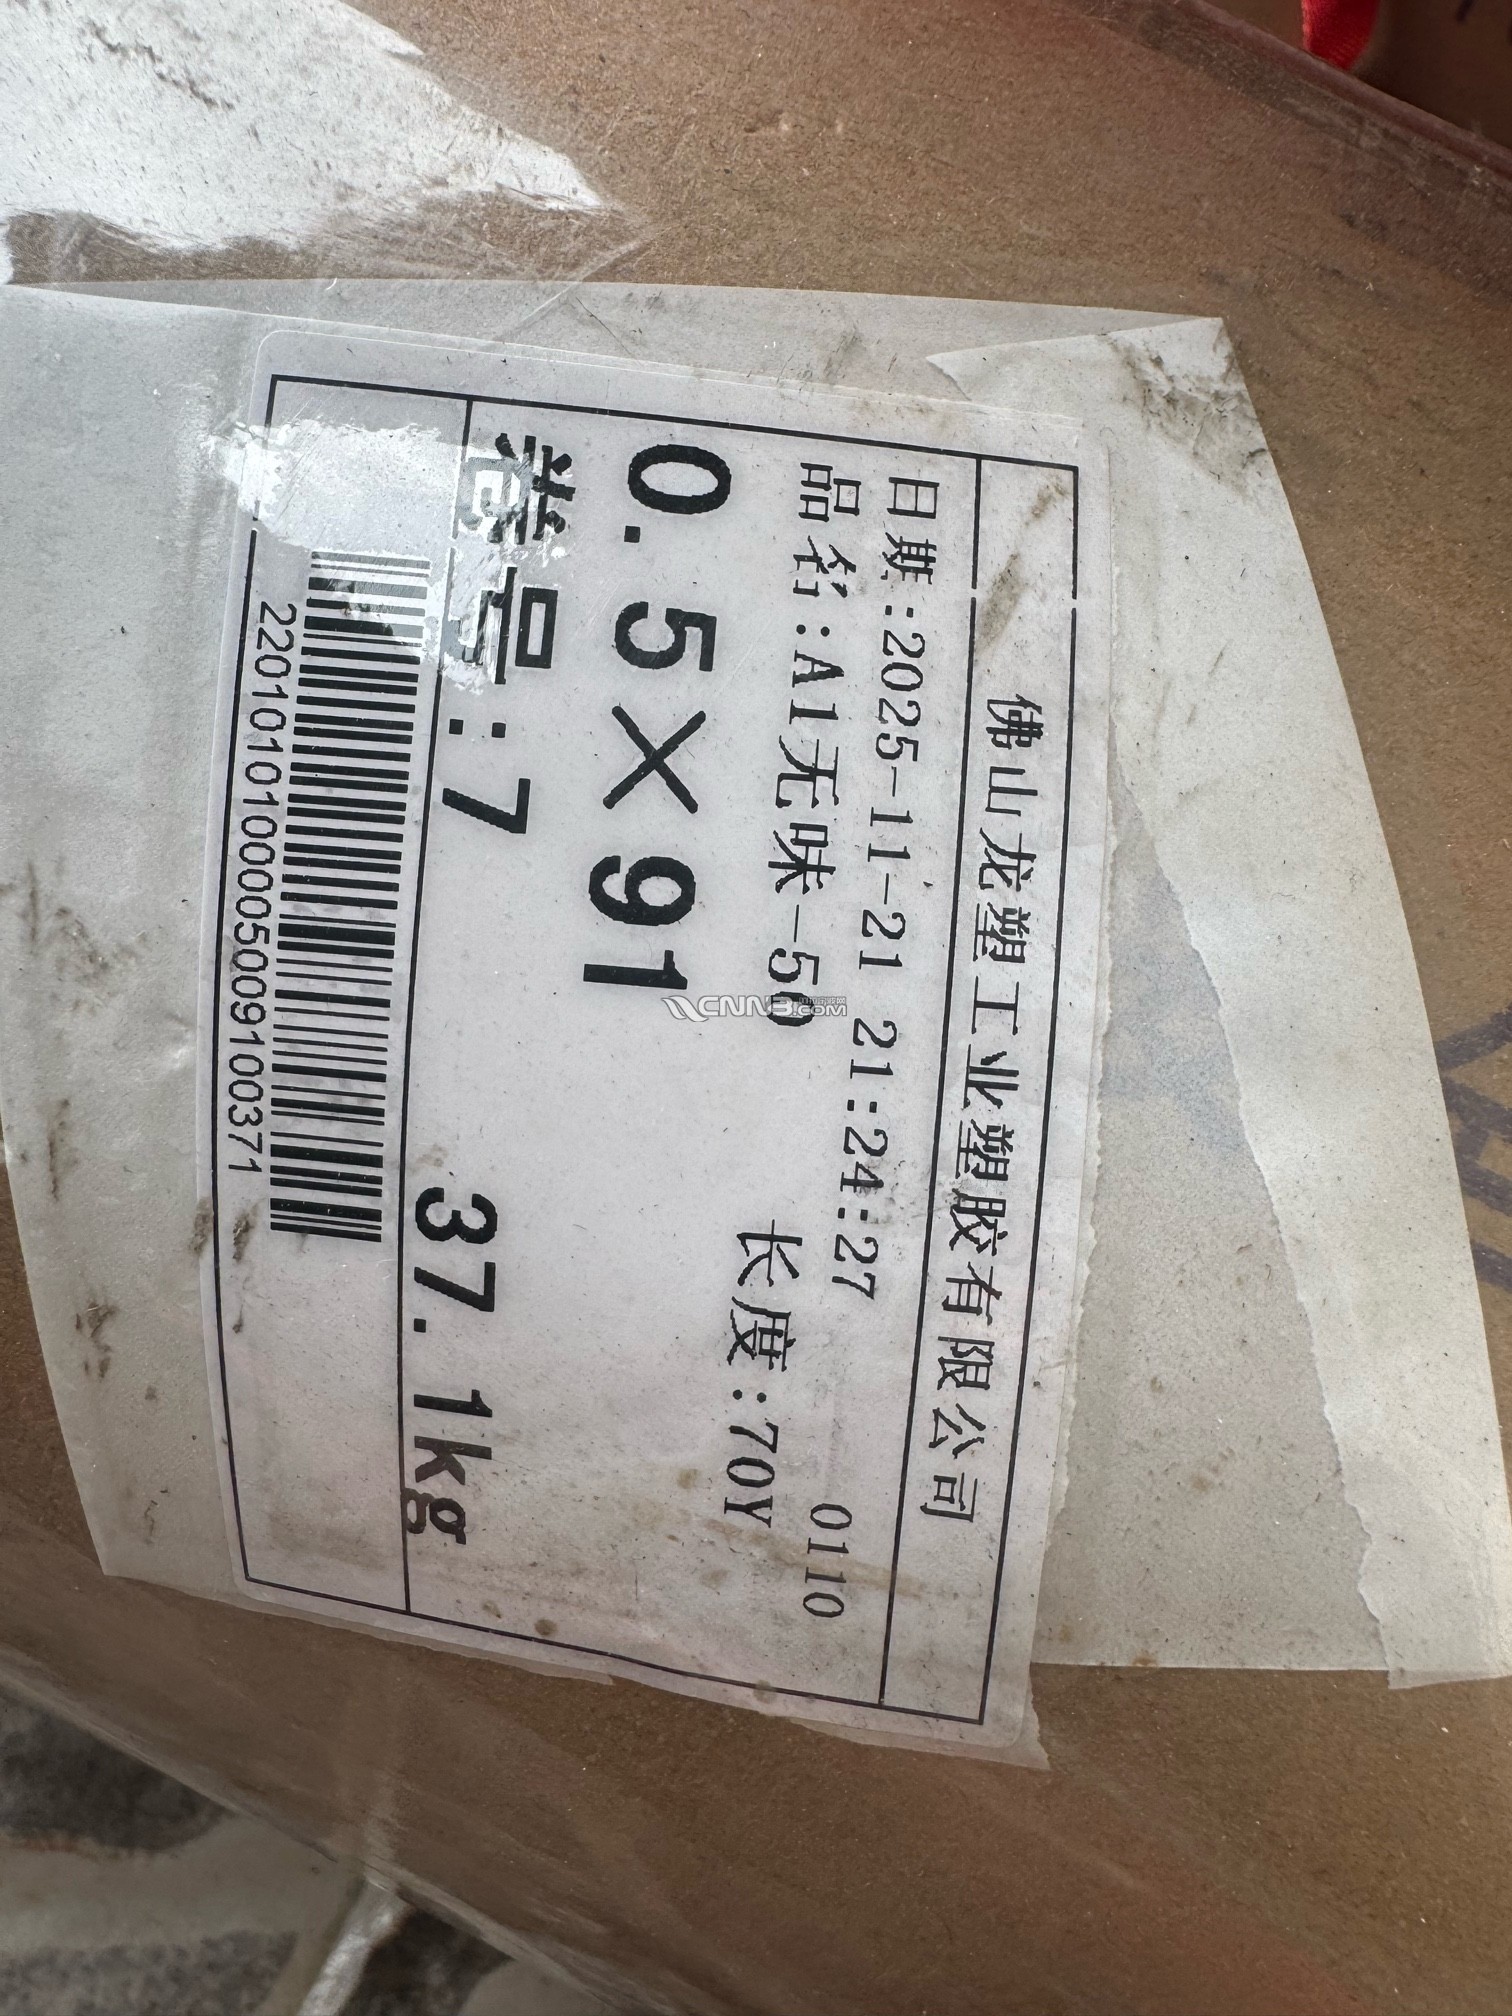 佛山龙塑工业塑胶有限公司
日期:2025-11-21 21:24:27 0110
品名:A1无味-50 长度:70Y
0.5×91
卷号:7 37.1kg
2201010100005009100371
CNNB.COM